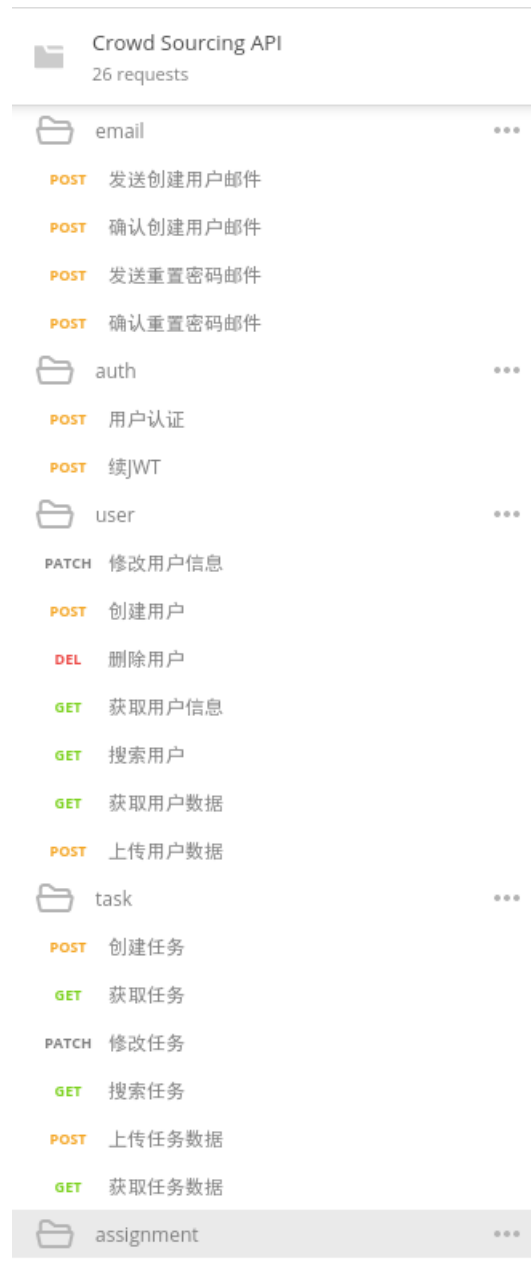 Crowd Sourcing API
26 requests
email
POST 发送创建用户邮件
POST 确认创建用户邮件
POST 发送重置密码邮件
POST 确认重置密码邮件
auth
POST 用户认证
POST 续JWT
user
PATCH 修改用户信息
POST 创建用户
DEL 删除用户
GET 获取用户信息
GET 搜索用户
GET 获取用户数据
POST 上传用户数据
task
POST 创建任务
GET 获取任务
PATCH 修改任务
GET 搜索任务
POST 上传任务数据
GET 获取任务数据
assignment